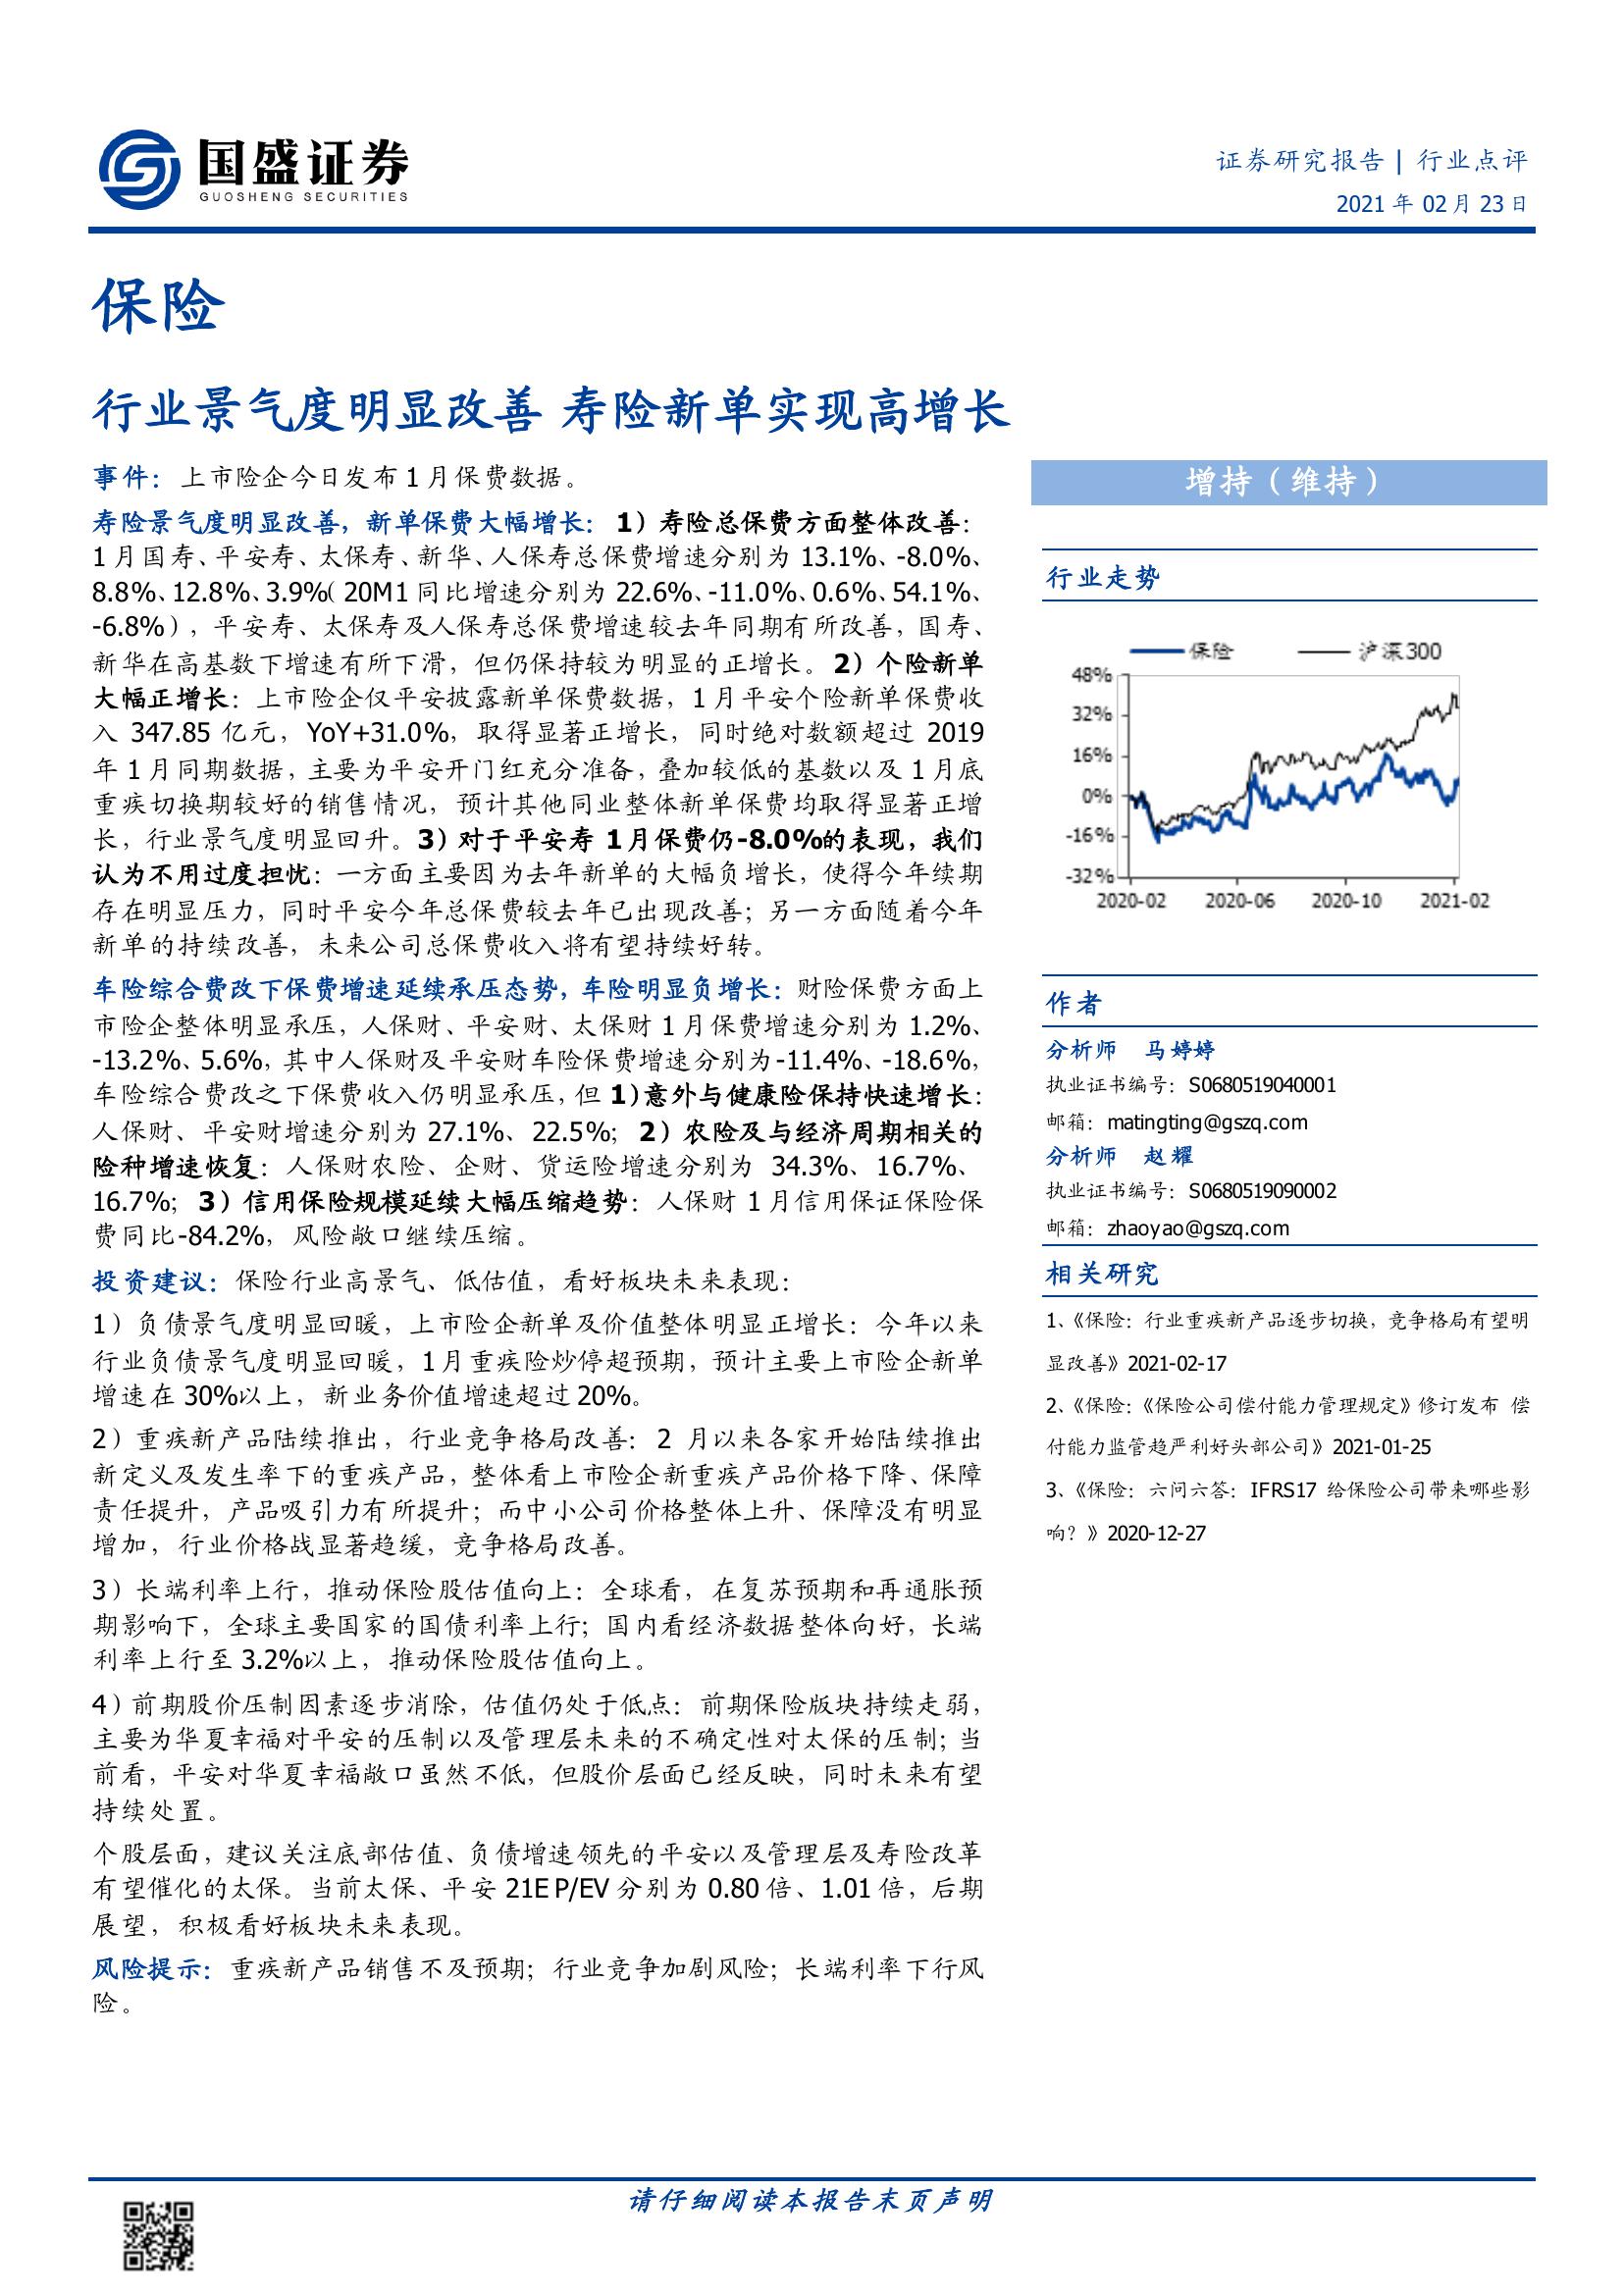 国盛证券
GUOSHENG SECURITIES
证券研究报告 | 行业点评
2021 年 02 月 23 日
保险
行业景气度明显改善 寿险新单实现高增长
事件：上市险企今日发布 1 月保费数据。
寿险景气度明显改善，新单保费大幅增长：1）寿险总保费方面整体改善：
1 月国寿、平安寿、太保寿、新华、人保寿总保费增速分别为 13.1%、-8.0%、
8.8%、12.8%、3.9%（20M1 同比增速分别为 22.6%、-11.0%、0.6%、54.1%、
-6.8%），平安寿、太保寿及人保寿总保费增速较去年同期有所改善，国寿、
新华在高基数下增速有所下滑，但仍保持较为明显的正增长。2）个险新单
大幅正增长：上市险企仅平安披露新单保费数据，1 月平安个险新单保费收
入 347.85 亿元，YoY+31.0%，取得显著正增长，同时绝对数额超过 2019
年 1 月同期数据，主要为平安开门红充分准备，叠加较低的基数以及 1 月底
重疾切换期较好的销售情况，预计其他同业整体新单保费均取得显著正增
长，行业景气度明显回升。3）对于平安寿 1 月保费仍-8.0%的表现，我们
认为不用过度担忧：一方面主要因为去年新单的大幅负增长，使得今年续期
存在明显压力，同时平安今年总保费较去年已出现改善；另一方面随着今年
新单的持续改善，未来公司总保费收入将有望持续好转。
车险综合费改下保费增速延续承压态势，车险明显负增长：财险保费方面上
市险企整体明显承压，人保财、平安财、太保财 1 月保费增速分别为 1.2%、
-13.2%、5.6%，其中人保财及平安财车险保费增速分别为-11.4%、-18.6%，
车险综合费改之下保费收入仍明显承压，但 1)意外与健康险保持快速增长：
人保财、平安财增速分别为 27.1%、22.5%；2）农险及与经济周期相关的
险种增速恢复：人保财农险、企财、货运险增速分别为 34.3%、16.7%、
16.7%；3）信用保险规模延续大幅压缩趋势：人保财 1 月信用保证保险保
费同比-84.2%，风险敞口继续压缩。
投资建议：保险行业高景气、低估值，看好板块未来表现：
1）负债景气度明显回暖，上市险企新单及价值整体明显正增长：今年以来
行业负债景气度明显回暖，1 月重疾险炒停超预期，预计主要上市险企新单
增速在 30%以上，新业务价值增速超过 20%。
2）重疾新产品陆续推出，行业竞争格局改善：2 月以来各家开始陆续推出
新定义及发生率下的重疾产品，整体看上市险企新重疾产品价格下降、保障
责任提升，产品吸引力有所提升；而中小公司价格整体上升、保障没有明显
增加，行业价格战显著趋缓，竞争格局改善。
3）长端利率上行，推动保险股估值向上：全球看，在复苏预期和再通胀预
期影响下，全球主要国家的国债利率上行；国内看经济数据整体向好，长端
利率上行至 3.2%以上，推动保险股估值向上。
4）前期股价压制因素逐步消除，估值仍处于低点：前期保险版块持续走弱，
主要为华夏幸福对平安的压制以及管理层未来的不确定性对太保的压制；当
前看，平安对华夏幸福敞口虽然不低，但股价层面已经反映，同时未来有望
持续处置。
个股层面，建议关注底部估值、负债增速领先的平安以及管理层及寿险改革
有望催化的太保。当前太保、平安 21E P/EV 分别为 0.80 倍、1.01 倍，后期
展望，积极看好板块未来表现。
风险提示：重疾新产品销售不及预期；行业竞争加剧风险；长端利率下行风
险。
增持（维持）
行业走势
保险 沪深300
48%
32%
16%
0%
-16%
-32%
2020-02 2020-06 2020-10 2021-02
作者
分析师 马婷婷
执业证书编号：S0680519040001
邮箱：matingting@gszq.com
分析师 赵耀
执业证书编号：S0680519090002
邮箱：zhaoyao@gszq.com
相关研究
1、《保险：行业重疾新产品逐步切换，竞争格局有望明
显改善》2021-02-17
2、《保险：《保险公司偿付能力管理规定》修订发布 偿
付能力监管趋严利好头部公司》2021-01-25
3、《保险：六问六答：IFRS17 给保险公司带来哪些影
响？》2020-12-27
请仔细阅读本报告末页声明